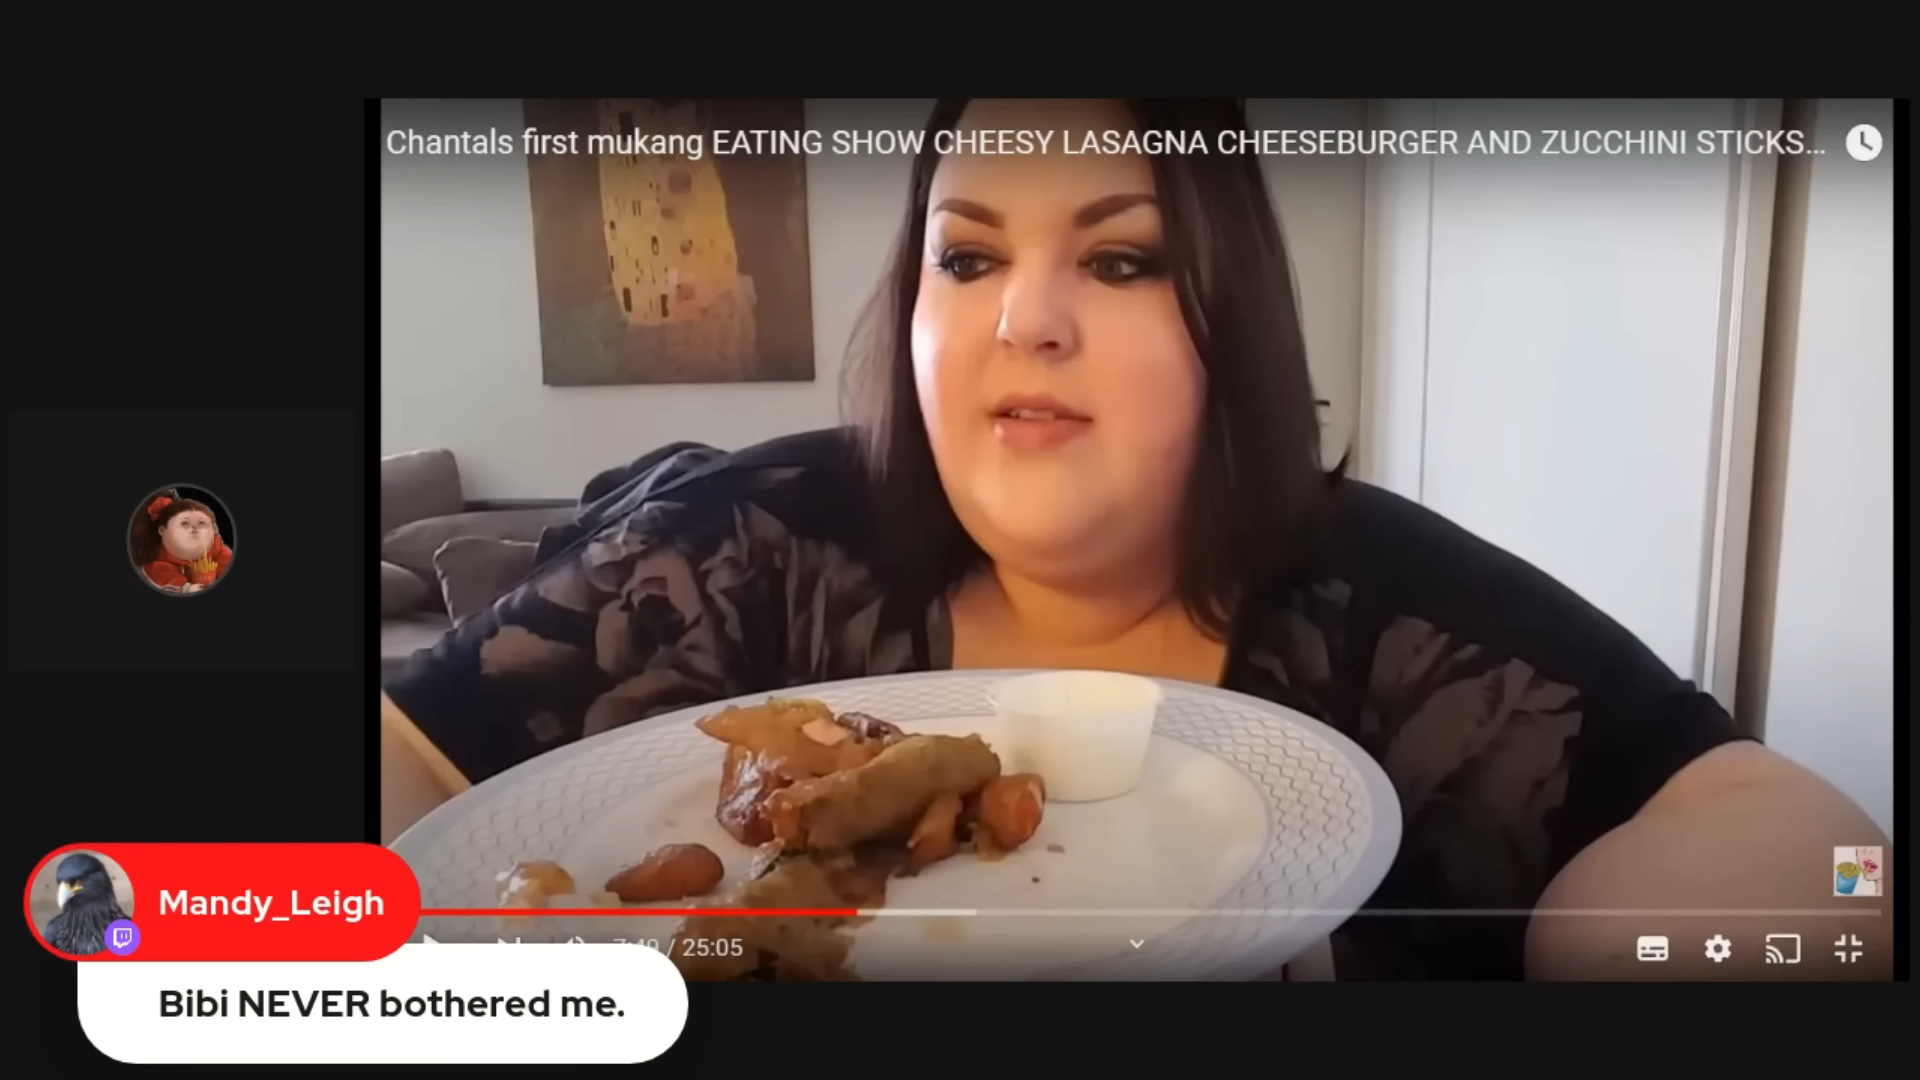 Chantals first mukang EATING SHOW CHEESY LASAGNA CHEESEBURGER AND ZUCCHINI STICKS...
Mandy_Leigh
/ 25:05
Bibi NEVER bothered me.